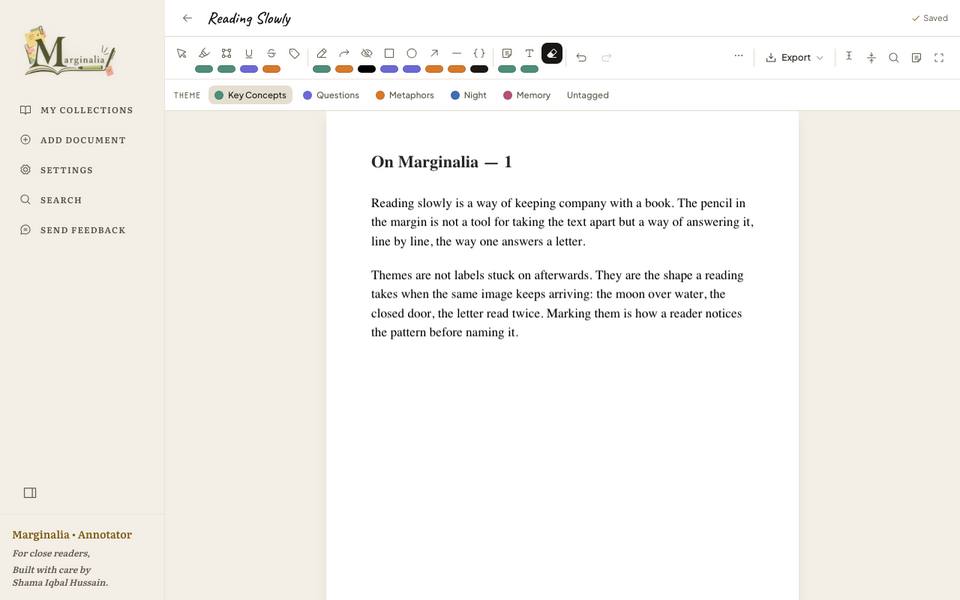 Marginalia
MY COLLECTIONS
ADD DOCUMENT
SETTINGS
SEARCH
SEND FEEDBACK
Marginalia • Annotator
For close readers,
Built with care by
Shama Iqbal Hussain.
Reading Slowly
Saved
Export
THEME
Key Concepts
Questions
Metaphors
Night
Memory
Untagged
On Marginalia — 1
Reading slowly is a way of keeping company with a book. The pencil in
the margin is not a tool for taking the text apart but a way of answering it,
line by line, the way one answers a letter.
Themes are not labels stuck on afterwards. They are the shape a reading
takes when the same image keeps arriving: the moon over water, the
closed door, the letter read twice. Marking them is how a reader notices
the pattern before naming it.